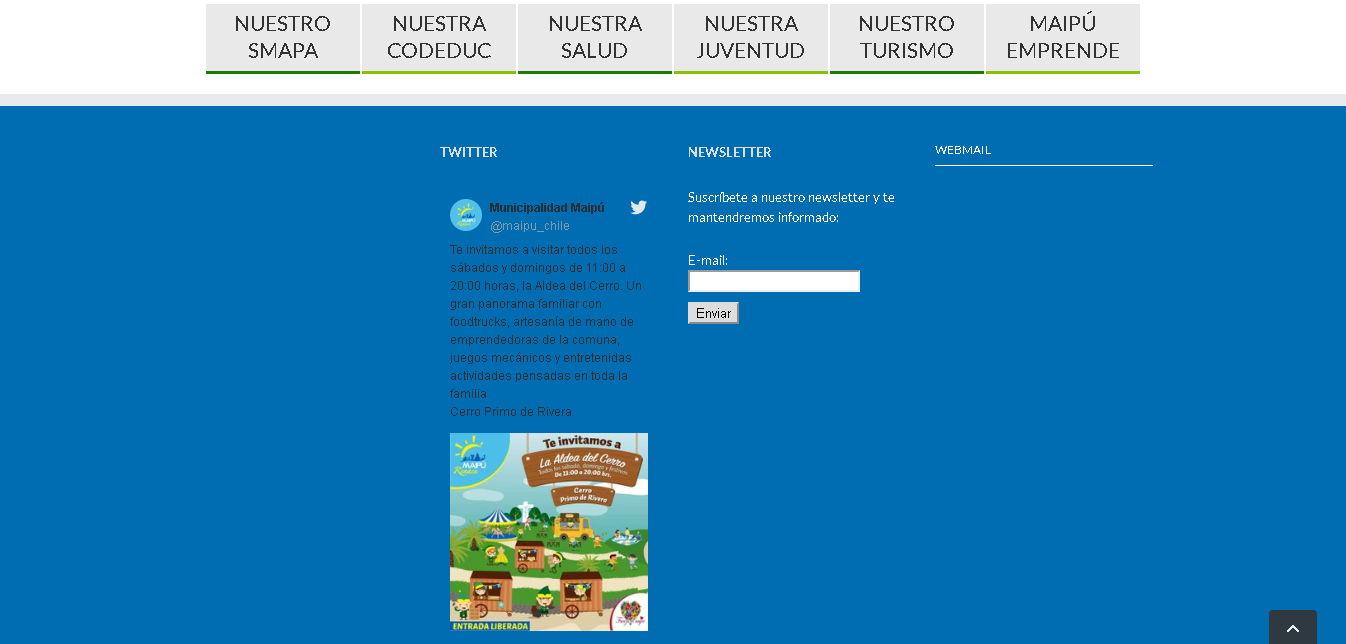 NUESTRO
SMAPA
NUESTRA
CODEDUC
NUESTRA
SALUD
NUESTRA
JUVENTUD
NUESTRO
TURISMO
MAIPÚ
EMPRENDE
TWITTER
Municipalidad Maipú
@maipu_chile
Te invitamos a visitar todos los
sábados y domingos de 11:00 a
20:00 horas, la Aldea del Cerro. Un
gran panorama familiar con
foodtrucks, artesanía de mano de
emprendedoras de la comuna,
juegos mecánicos y entretenidas
actividades pensadas en toda la
familia
Cerro Primo de Rivera
MAIPÚ
Te invitamos a
La Aldea del Cerro
Todos los sábado, domingo y festivos
De 11:00 a 20:00 hrs.
Cerro
Primo de Rivera
ENTRADA LIBERADA
NEWSLETTER
Suscríbete a nuestro newsletter y te
mantendremos informado:
E-mail:
Enviar
WEBMAIL